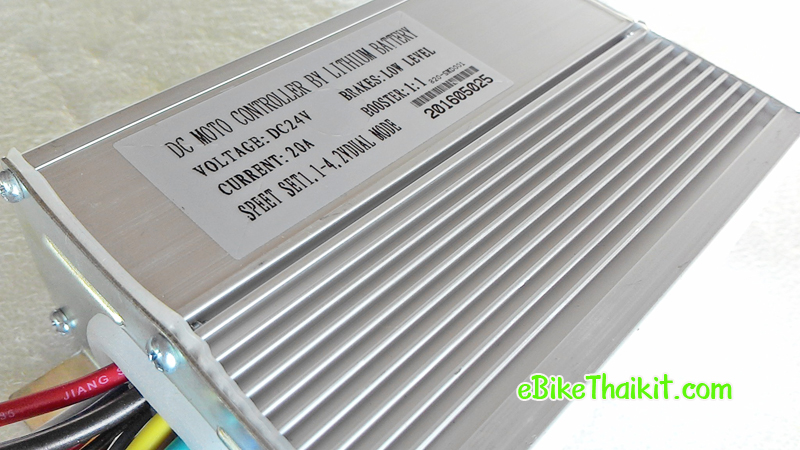 DC MOTO CONTROLLER BY LITHIUM BATTERY
VOLTAGE: DC24V BRAKES:LOW LEVEL
CURRENT: 20A BOOSTER:1:1
SPEET SET1.1-4.2VDUAL MODE
201605025
JIANG
eBikeThaikit.com